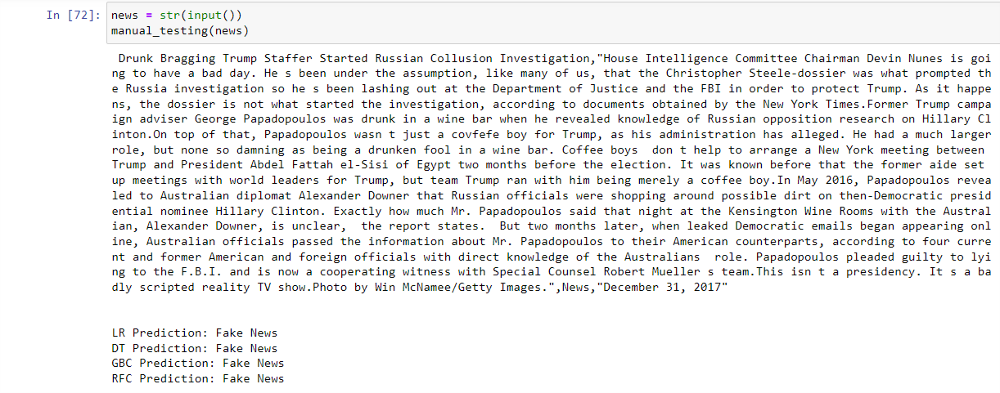 In [72]: news = str(input())
manual_testing(news)
Drunk Bragging Trump Staffer Started Russian Collusion Investigation,"House Intelligence Committee Chairman Devin Nunes is goi
ng to have a bad day. He s been under the assumption, like many of us, that the Christopher Steele-dossier was what prompted th
e Russia investigation so he s been lashing out at the Department of Justice and the FBI in order to protect Trump. As it happe
ns, the dossier is not what started the investigation, according to documents obtained by the New York Times.Former Trump campa
ign adviser George Papadopoulos was drunk in a wine bar when he revealed knowledge of Russian opposition research on Hillary Cl
inton.On top of that, Papadopoulos wasn t just a covfefe boy for Trump, as his administration has alleged. He had a much larger
role, but none so damning as being a drunken fool in a wine bar. Coffee boys  don t help to arrange a New York meeting between
Trump and President Abdel Fattah el-Sisi of Egypt two months before the election. It was known before that the former aide set
up meetings with world leaders for Trump, but team Trump ran with him being merely a coffee boy.In May 2016, Papadopoulos revea
led to Australian diplomat Alexander Downer that Russian officials were shopping around possible dirt on then-Democratic presid
ential nominee Hillary Clinton. Exactly how much Mr. Papadopoulos said that night at the Kensington Wine Rooms with the Austral
ian, Alexander Downer, is unclear,  the report states.  But two months later, when leaked Democratic emails began appearing onl
ine, Australian officials passed the information about Mr. Papadopoulos to their American counterparts, according to four curre
nt and former American and foreign officials with direct knowledge of the Australians  role. Papadopoulos pleaded guilty to lyi
ng to the F.B.I. and is now a cooperating witness with Special Counsel Robert Mueller s team.This isn t a presidency. It s a ba
dly scripted reality TV show.Photo by Win McNamee/Getty Images.",News,"December 31, 2017"
LR Prediction: Fake News
DT Prediction: Fake News
GBC Prediction: Fake News
RFC Prediction: Fake News